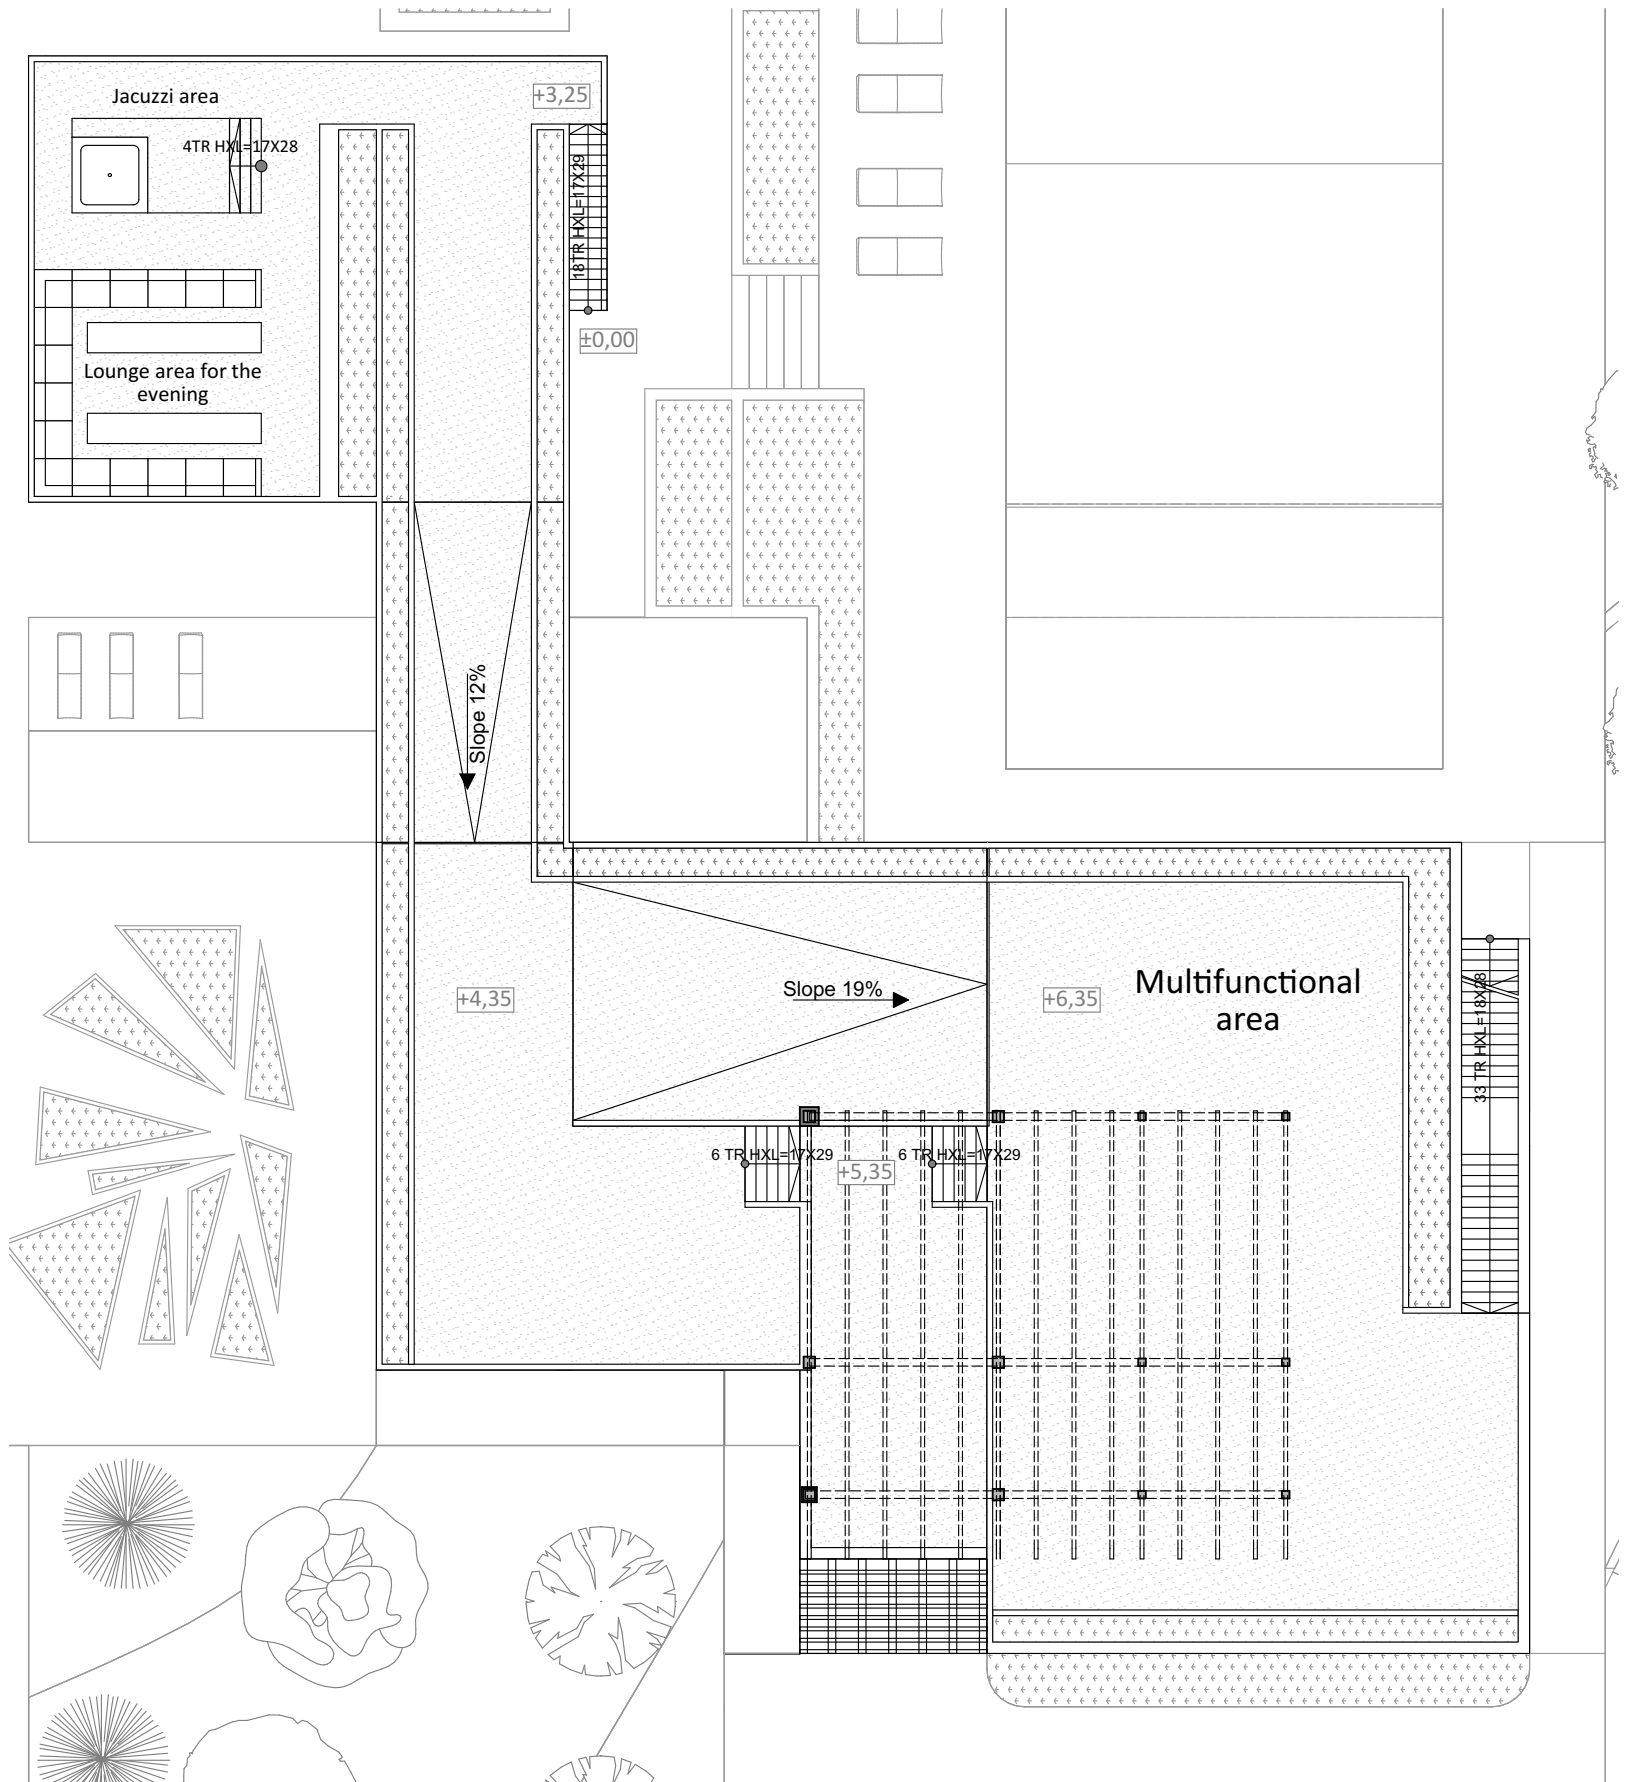 Jacuzzi area
+3,25
4TR HXL=17X28
18TR HXL=17X29
±0,00
Lounge area for the
evening
Slope 12%
Slope 19%
+4,35
+6,35
Multifunctional
area
33 TR HXL=18X28
6 TR HXL=17X29
6 TR HXL=17X29
+5,35